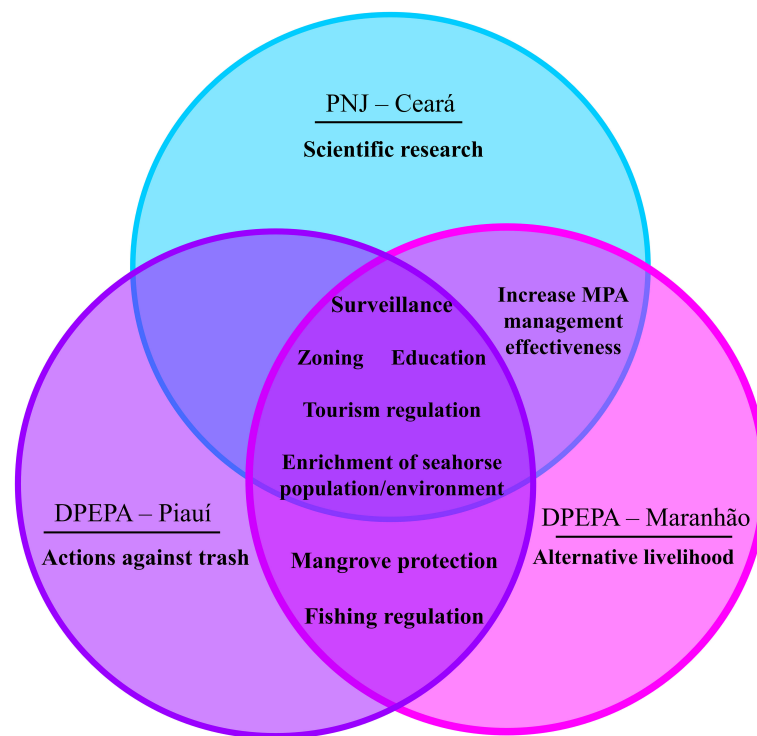 PNJ – Ceará
Scientific research
Surveillance
Increase MPA
management
effectiveness
Zoning Education
Tourism regulation
Enrichment of seahorse
population/environment
DPEPA – Piauí
Actions against trash
DPEPA – Maranhão
Alternative livelihood
Mangrove protection
Fishing regulation